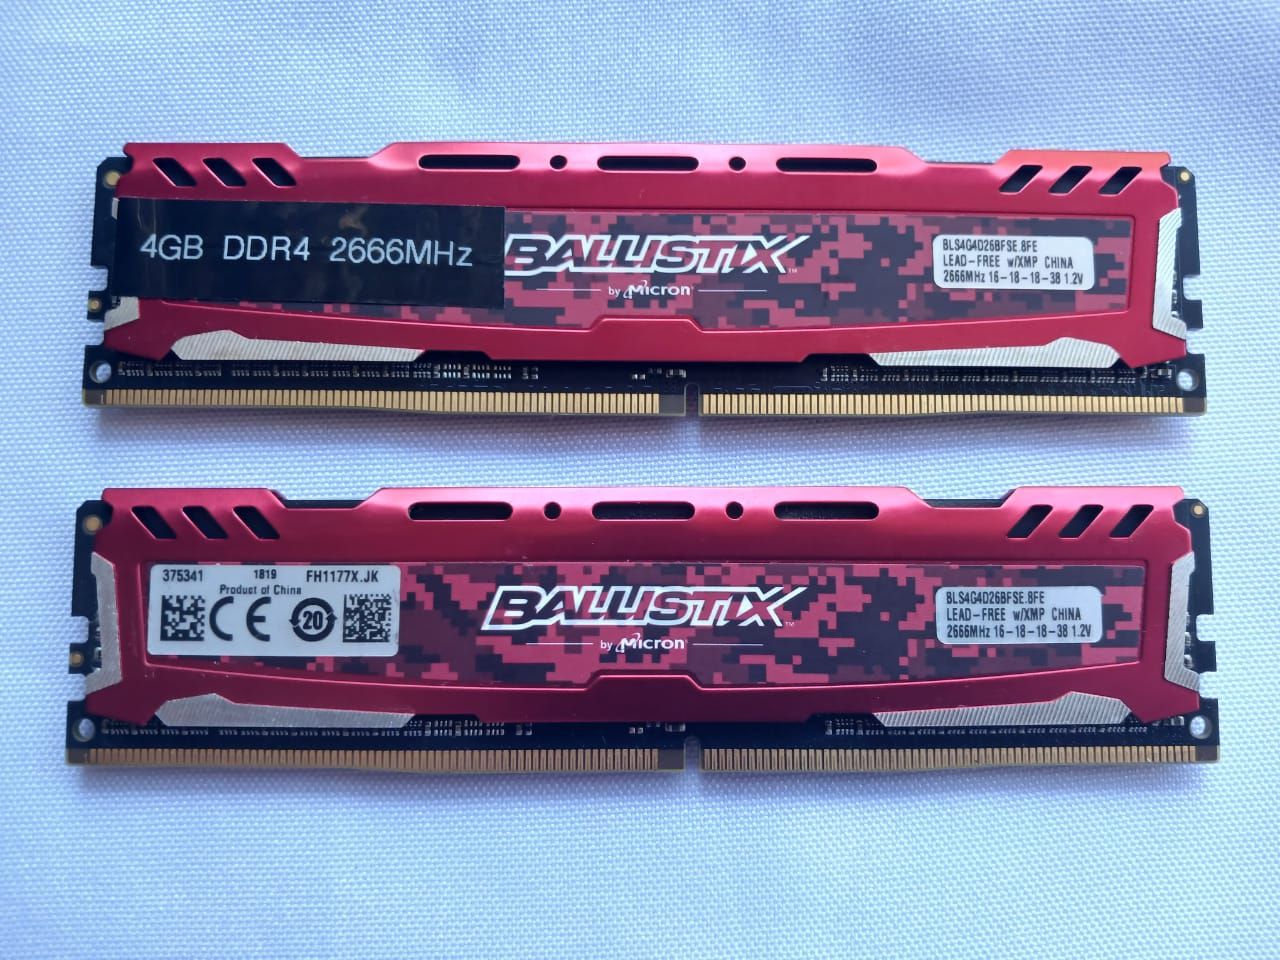 4GB DDR4 2666MHz
BALLISTIX™
by Micron
BLS4G4D26BFSE.8FE
LEAD-FREE w/XMP CHINA
2666MHz 16-18-18-38 1.2V
375341 1819 FH1177X.JK
Product of China
CE 20
BALLISTIX™
by Micron
BLS4G4D26BFSE.8FE
LEAD-FREE w/XMP CHINA
2666MHz 16-18-18-38 1.2V